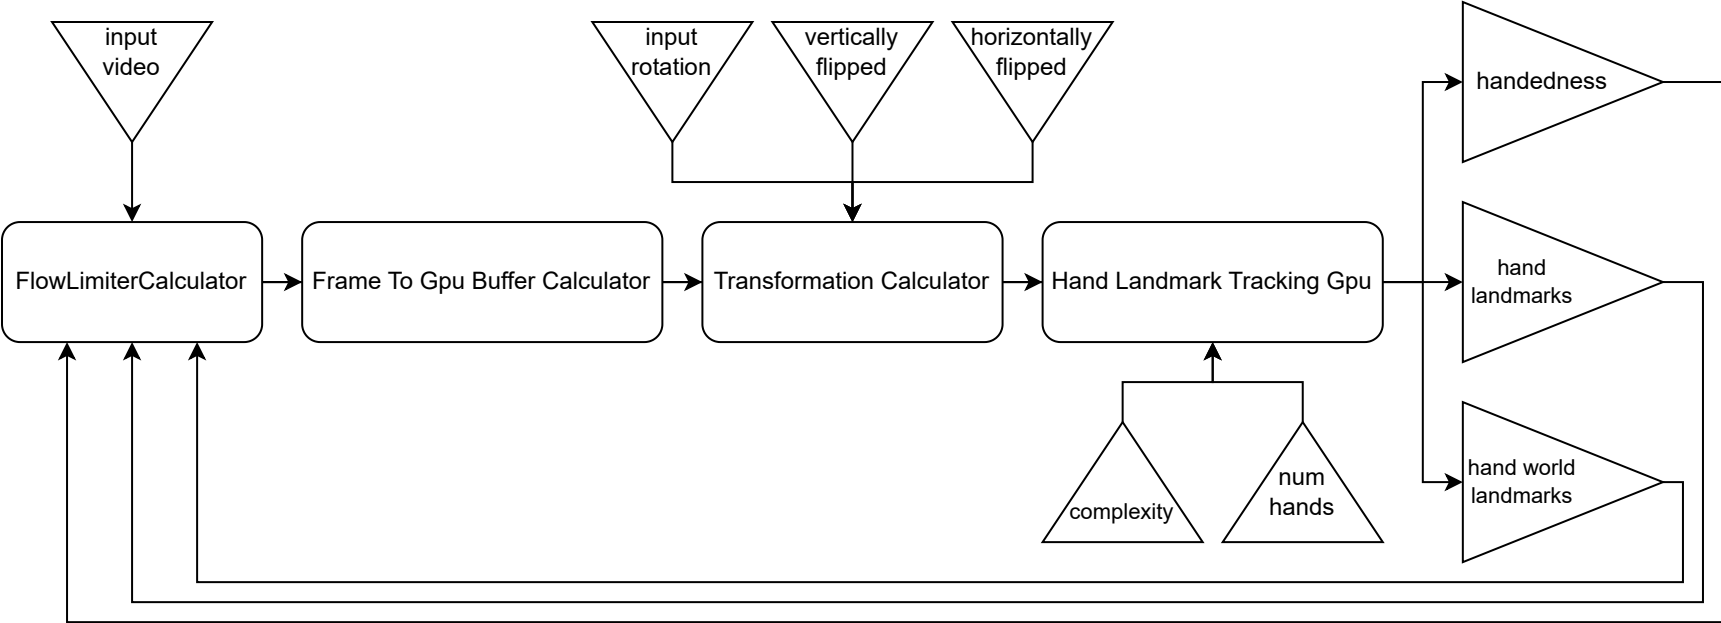 input
video
input
rotation
vertically
flipped
horizontally
flipped
handedness
FlowLimiterCalculator
Frame To Gpu Buffer Calculator
Transformation Calculator
Hand Landmark Tracking Gpu
hand
landmarks
complexity
num
hands
hand world
landmarks